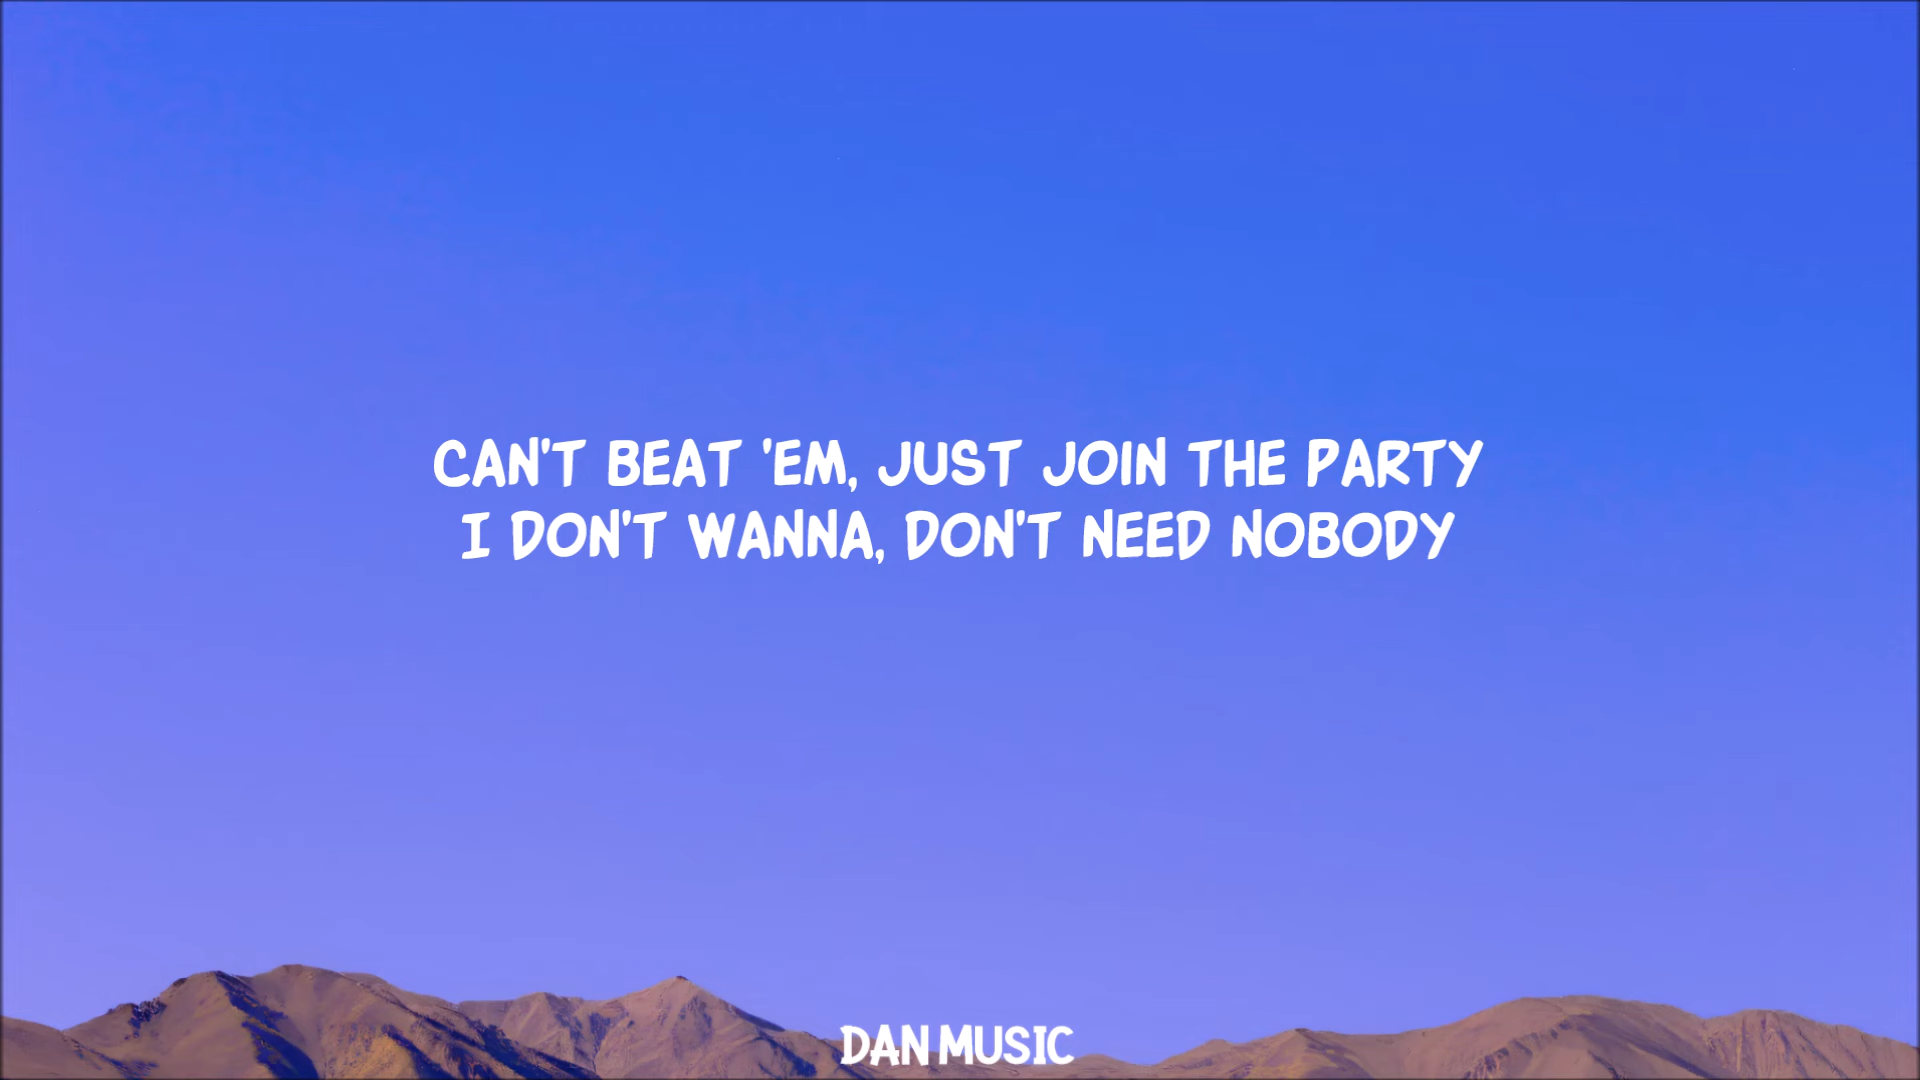 CAN'T BEAT 'EM, JUST JOIN THE PARTY
I DON'T WANNA, DON'T NEED NOBODY
DAN MUSIC